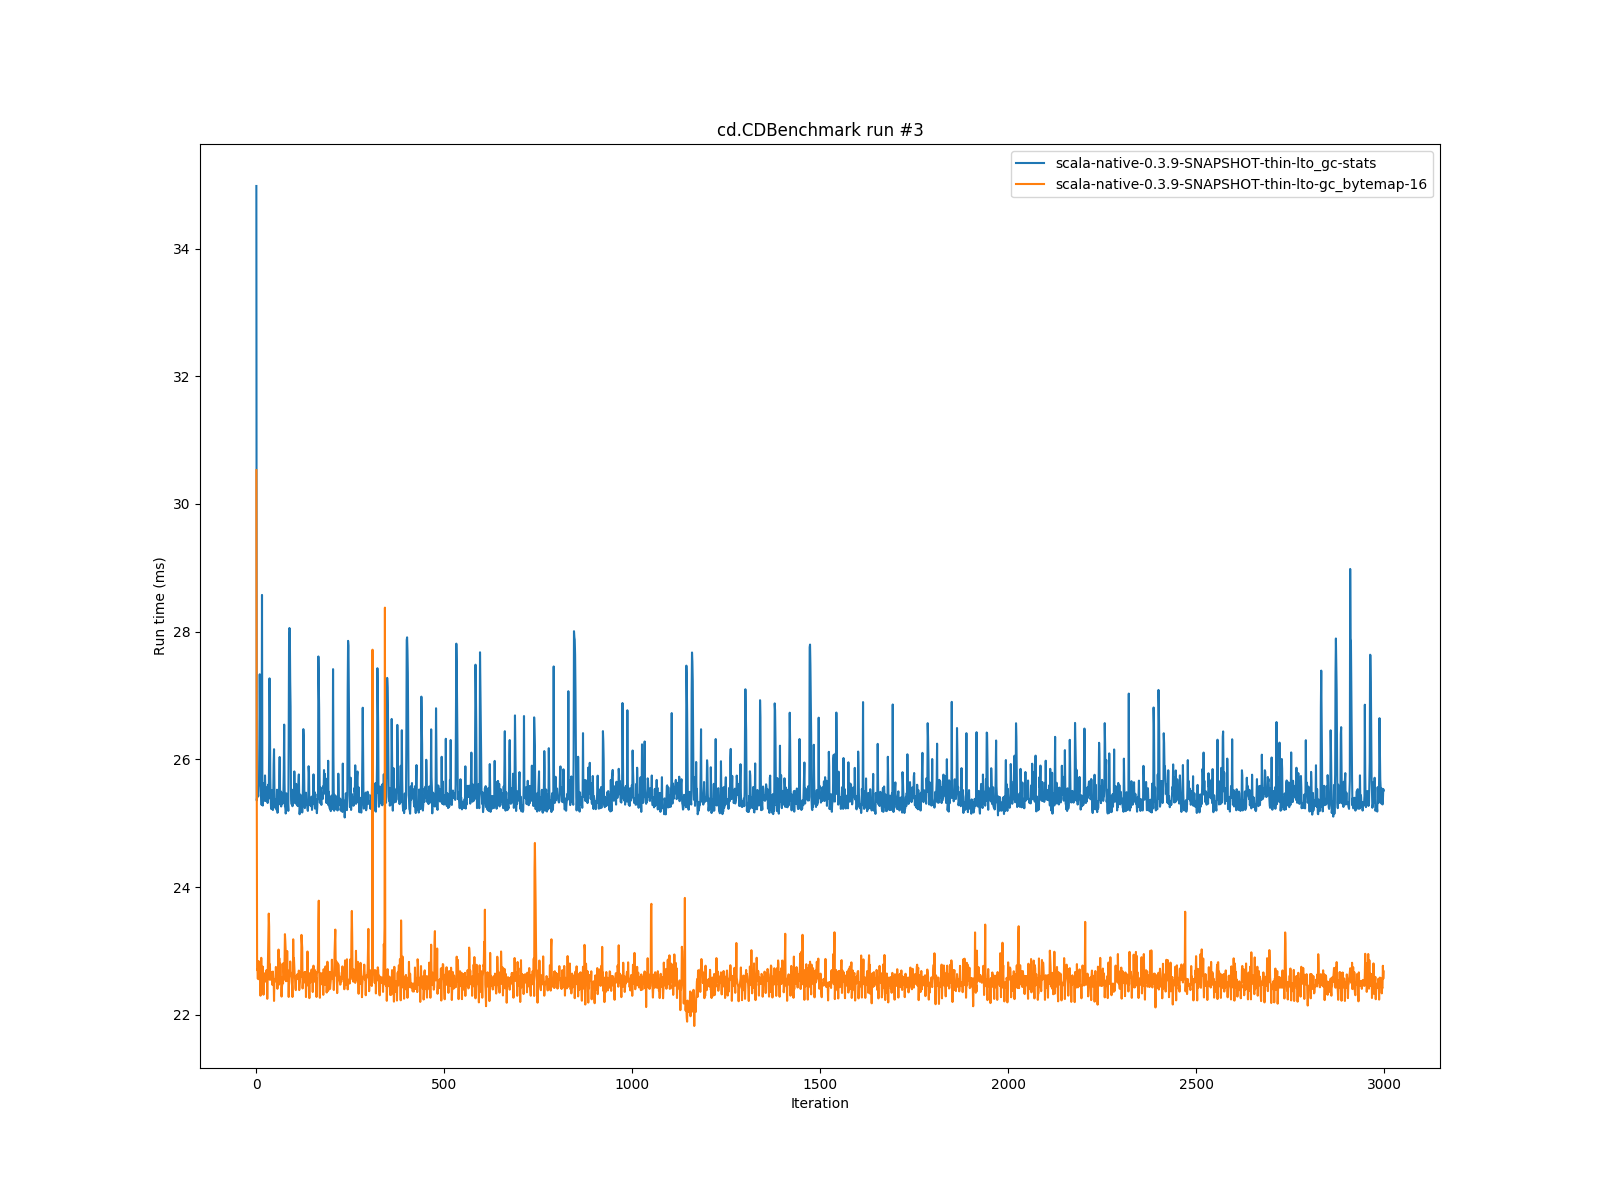 cd.CDBenchmark run #3
scala-native-0.3.9-SNAPSHOT-thin-lto_gc-stats
scala-native-0.3.9-SNAPSHOT-thin-lto-gc_bytemap-16
Run time (ms)
34
32
30
28
26
24
22
0 500 1000 1500 2000 2500 3000
Iteration